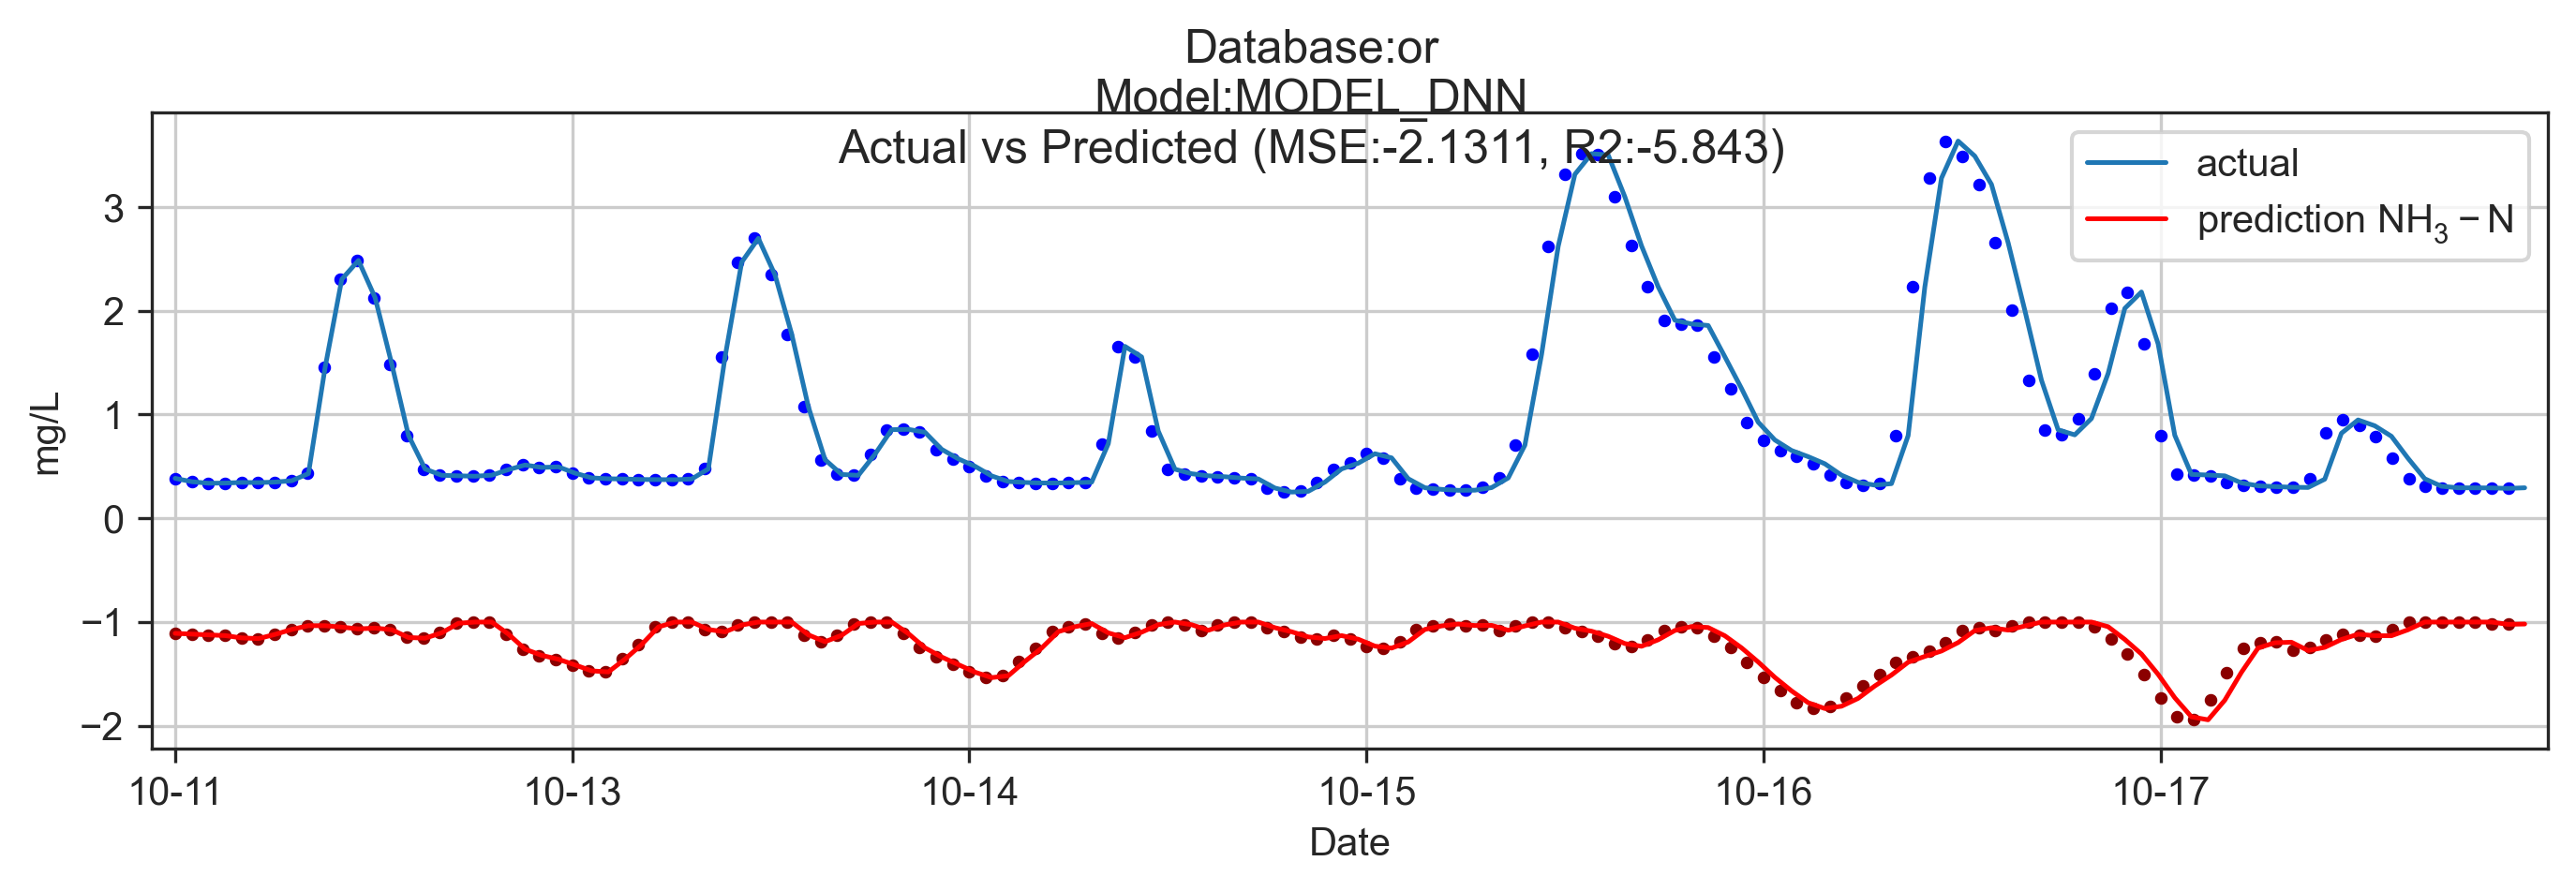 Database:or
Model:MODEL_DNN
Actual vs Predicted (MSE:-2.1311, R2:-5.843)
actual
prediction NH₃ − N
mg/L
3
2
1
0
−1
−2
10-11 10-13 10-14 10-15 10-16 10-17
Date